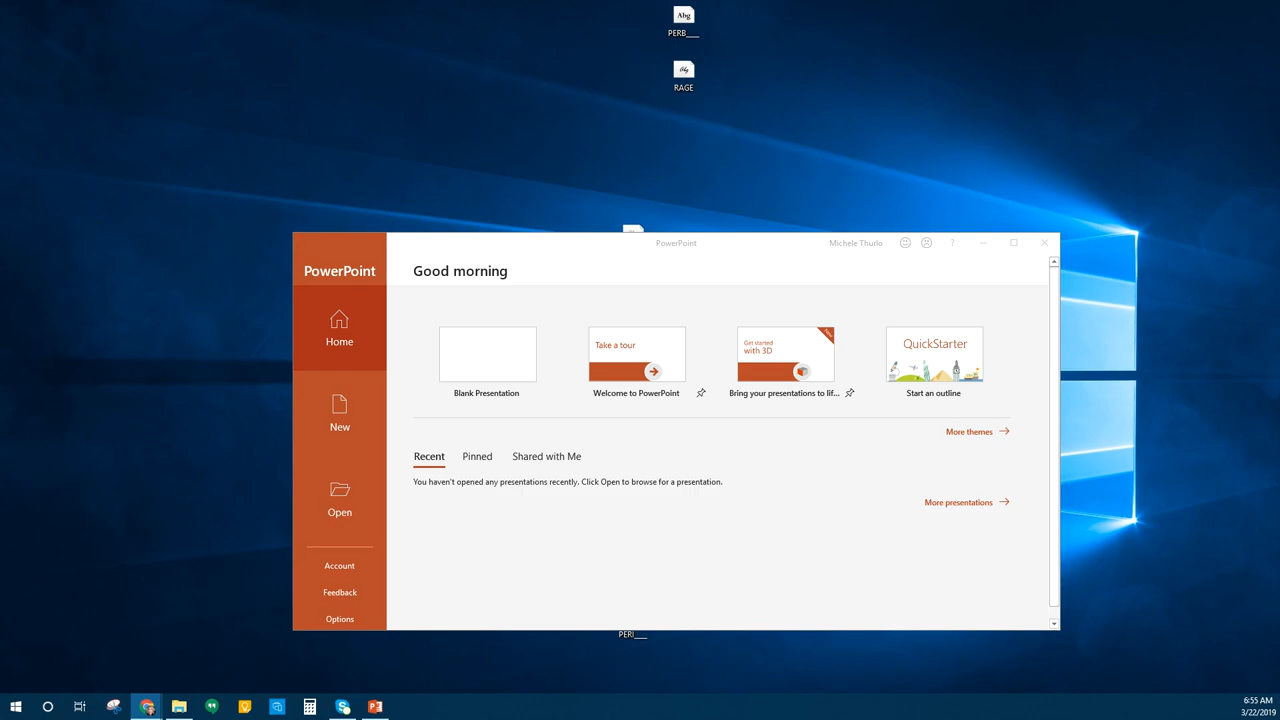 Abg
PERB___
Abg
RAGE
PowerPoint
Michele Thurlo
?
PowerPoint
Good morning
Home
New
Open
Account
Feedback
Options
Take a tour
Get started
with 3D
NEW
QuickStarter
Blank Presentation
Welcome to PowerPoint
Bring your presentations to lif...
Start an outline
More themes
Recent
Pinned
Shared with Me
You haven't opened any presentations recently. Click Open to browse for a presentation.
More presentations
PERI___
6:55 AM
3/22/2019